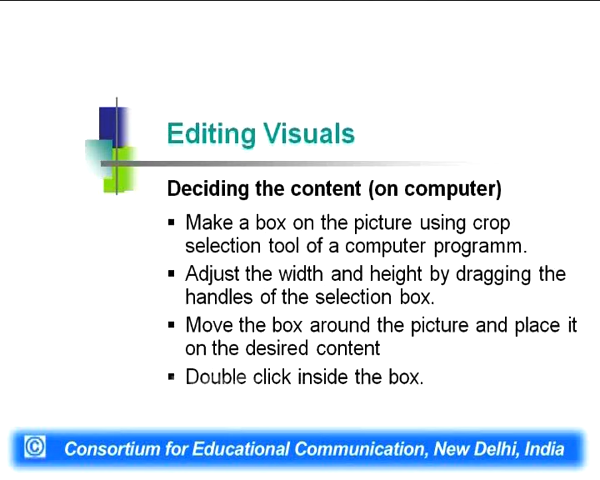 Editing Visuals
Deciding the content (on computer)
▪ Make a box on the picture using crop
selection tool of a computer programm.
▪ Adjust the width and height by dragging the
handles of the selection box.
▪ Move the box around the picture and place it
on the desired content
▪ Double click inside the box.
© Consortium for Educational Communication, New Delhi, India